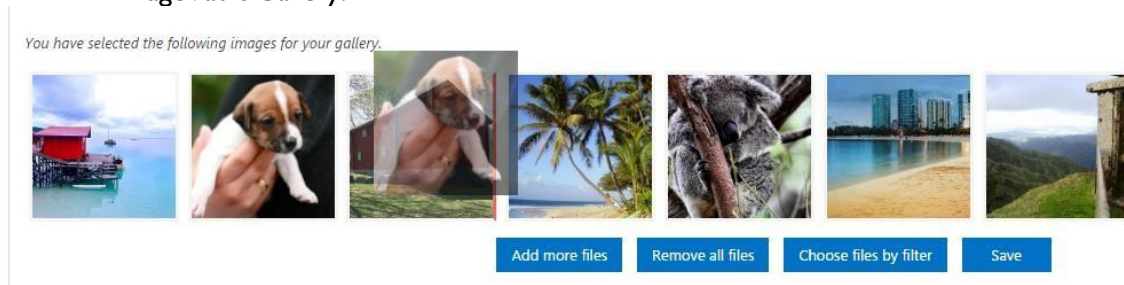 You have selected the following images for your gallery.
Add more files Remove all files Choose files by filter Save